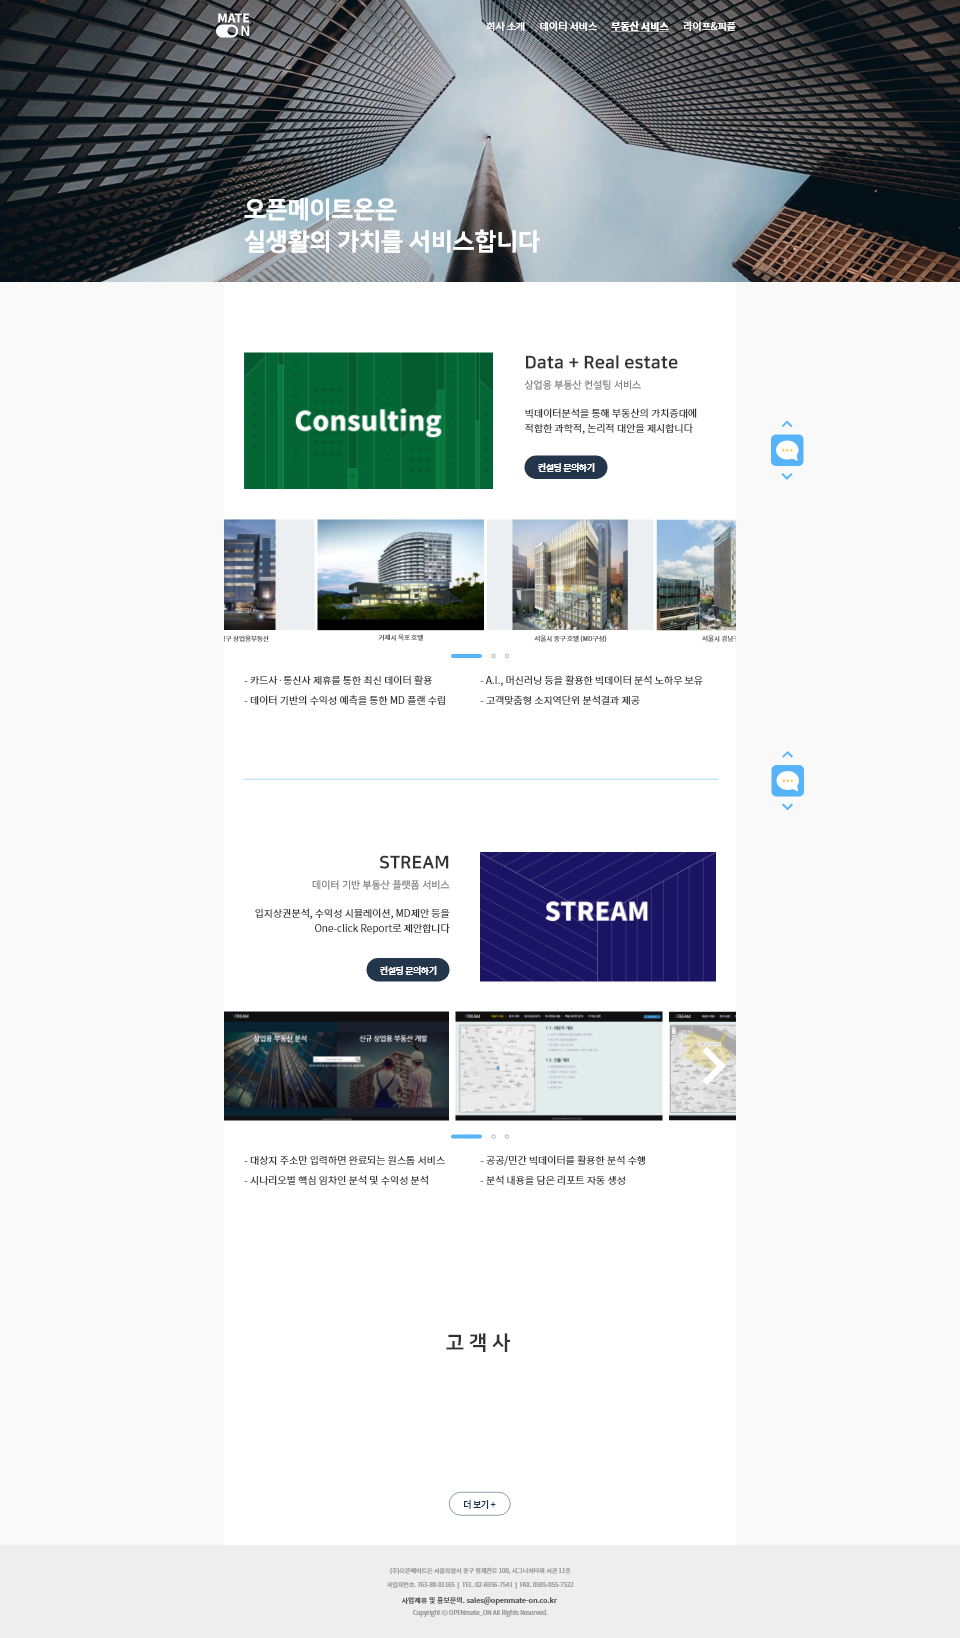 MATE
ON
회사 소개
데이터 서비스
부동산 서비스
라이프&피플
오픈메이트온은
실생활의 가치를 서비스합니다
Consulting
Data + Real estate
상업용 부동산 컨설팅 서비스
빅데이터분석을 통해 부동산의 가치증대에
적합한 과학적, 논리적 대안을 제시합니다
컨설팅 문의하기
구 상업용부동산
거제시 옥포 호텔
서울시 중구 호텔 (MD구성)
서울시 강남구
- 카드사·통신사 제휴를 통한 최신 데이터 활용
- A.I., 머신러닝 등을 활용한 빅데이터 분석 노하우 보유
- 데이터 기반의 수익성 예측을 통한 MD 플랜 수립
- 고객맞춤형 소지역단위 분석결과 제공
STREAM
데이터 기반 부동산 플랫폼 서비스
입지상권분석, 수익성 시뮬레이션, MD제안 등을
One-click Report로 제안합니다
컨설팅 문의하기
STREAM
상업용 부동산 분석
신규 상업용 부동산 개발
- 대상지 주소만 입력하면 완료되는 원스톱 서비스
- 공공/민간 빅데이터를 활용한 분석 수행
- 시나리오별 핵심 임차인 분석 및 수익성 분석
- 분석 내용을 담은 리포트 자동 생성
고 객 사
더 보기 +
(주)오픈메이트온 서울특별시 중구 청계천로 100, 시그니쳐타워 서관 11층
사업자번호. 763-88-01165 | TEL. 02-6956-7541 | FAX. 0505-055-7522
사업제휴 및 홍보문의. sales@openmate-on.co.kr
Copyright ⓒ OPENmate_ON All Rights Reserved.